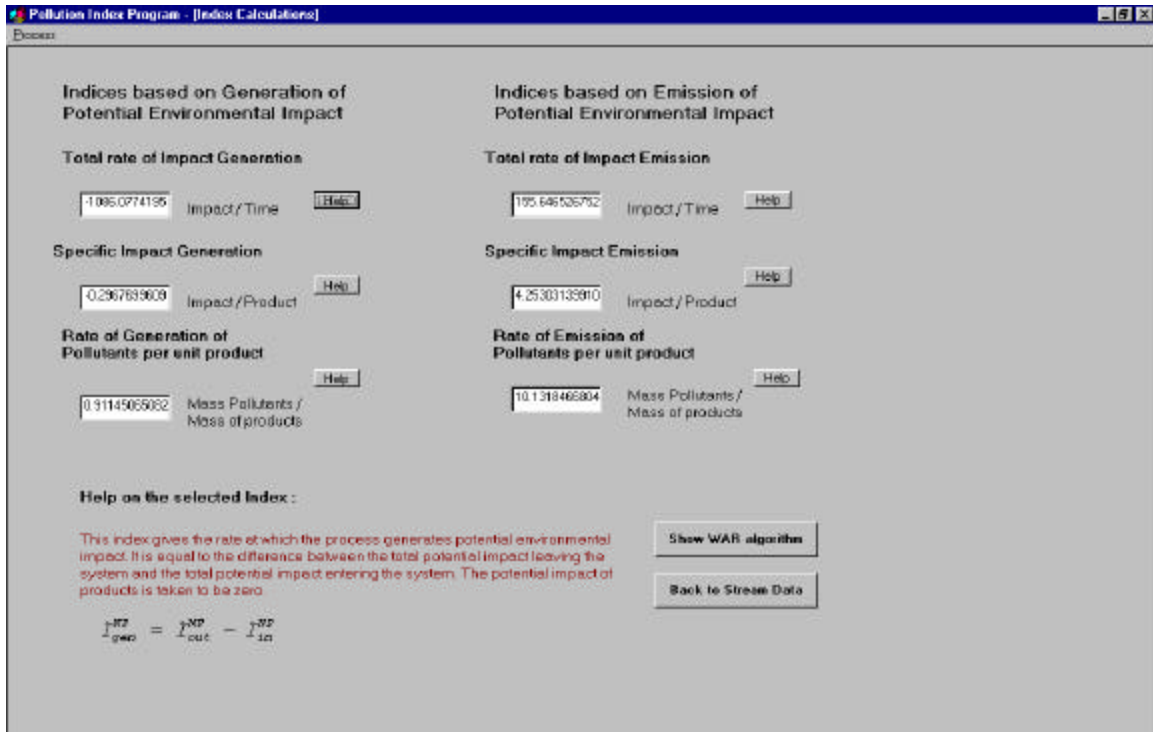 Pollution Index Program - [Index Calculations]
Process
Indices based on Generation of
Potential Environmental Impact
Total rate of Impact Generation
-1086.0774195
Impact/Time
Help
Specific Impact Generation
-0.2967899609
Impact/Product
Help
Rate of Generation of
Pollutants per unit product
Help
0.91145065082
Mass Pollutants /
Mass of products
Indices based on Emission of
Potential Environmental Impact
Total rate of Impact Emission
195.646526752
Impact/Time
Help
Specific Impact Emission
Help
4.25303139910
Impact/Product
Rate of Emission of
Pollutants per unit product
Help
10.1318466804
Mass Pollutants /
Mass of products
Help on the selected Index :
This index gives the rate at which the process generates potential environmental
impact. It is equal to the difference between the total potential impact leaving the
system and the total potential impact entering the system. The potential impact of
products is taken to be zero
I^NP_gen = I^NP_out - I^NP_in
Show WAR algorithm
Back to Stream Data